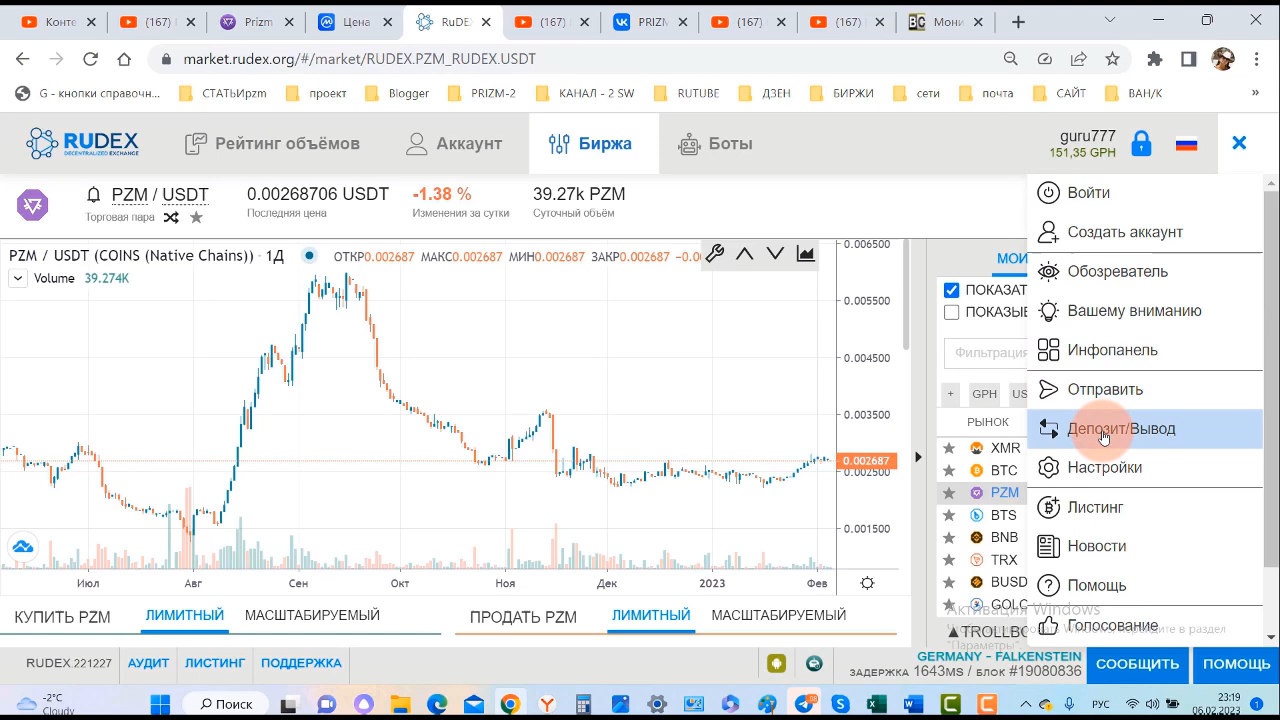 Конте
(167)
Prizm
Цена
RuDEX
(167)
PRIZM
(167)
(167)
BC
Мони
market.rudex.org/#/market/RUDEX.PZM_RUDEX.USDT
G - кнопки справочн...
СТАТЬИpzm
проект
Blogger
PRIZM-2
КАНАЛ - 2 SW
RUTUBE
ДЗЕН
БИРЖИ
сети
почта
САЙТ
ВАН/К
»
RUDEX
DECENTRALIZED EXCHANGE
Рейтинг объёмов
Аккаунт
Биржа
Боты
guru777
151,35 GPH
PZM / USDT
Торговая пара
0.00268706 USDT
Последняя цена
-1.38 %
Изменения за сутки
39.27k PZM
Суточный объём
PZM / USDT (COINS (Native Chains)) · 1Д
ОТКР0.002687 МАКС0.002687 МИН0.002687 ЗАКР0.002687
Volume 39.274K
0.006500
0.005500
0.004500
0.003500
0.002687
0.002500
0.001500
Июл
Авг
Сен
Окт
Ноя
Дек
2023
Фев
ПОКАЗАТ
ПОКАЗЫВ
Фильтрация
+
GPH
РЫНОК
XMR
BTC
PZM
BTS
BNB
TRX
BUSD
Войти
Создать аккаунт
Обозреватель
Вашему вниманию
Инфопанель
Отправить
Депозит/Вывод
Настройки
Листинг
Новости
Помощь
Голосование
Активация Windows
КУПИТЬ PZM
ЛИМИТНЫЙ
МАСШТАБИРУЕМЫЙ
ПРОДАТЬ PZM
ЛИМИТНЫЙ
МАСШТАБИРУЕМЫЙ
RUDEX 221227
АУДИТ
ЛИСТИНГ
ПОДДЕРЖКА
GERMANY - FALKENSTEIN
ЗАДЕРЖКА 1643MS / БЛОК #19080836
СООБЩИТЬ
ПОМОЩЬ
-2°C
Cloudy
Поиск
РУС
23:19
06.02.2023